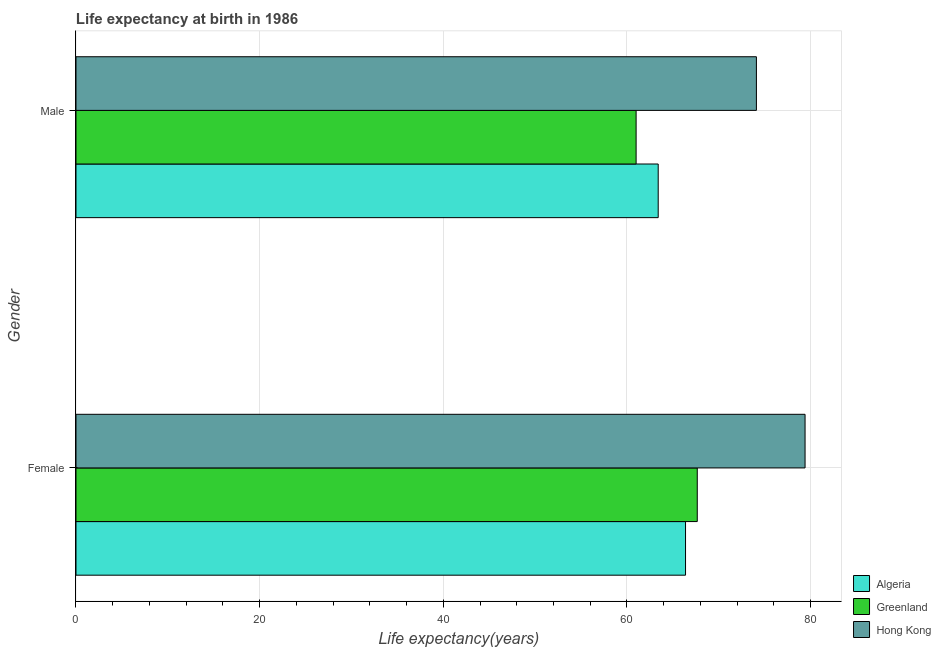 Life expectancy at birth in 1986
Gender
Male
Female
0
20
40
60
80
Life expectancy(years)
Algeria
Greenland
Hong Kong